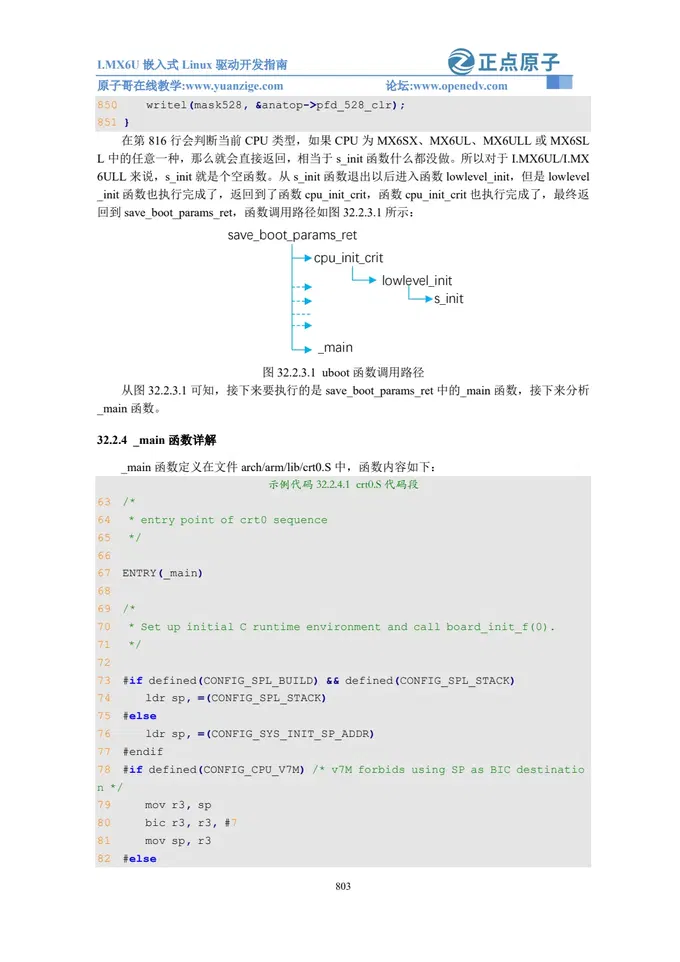 I.MX6U 嵌入式 Linux 驱动开发指南
正点原子
原子哥在线教学:www.yuanzige.com 论坛:www.openedv.com
850 writel(mask528, &anatop->pfd_528_clr);
851 }
在第 816 行会判断当前 CPU 类型，如果 CPU 为 MX6SX、MX6UL、MX6ULL 或 MX6SL
L 中的任意一种，那么就会直接返回，相当于 s_init 函数什么都没做。所以对于 I.MX6UL/I.MX
6ULL 来说，s_init 就是个空函数。从 s_init 函数退出以后进入函数 lowlevel_init，但是 lowlevel
_init 函数也执行完成了，返回到了函数 cpu_init_crit，函数 cpu_init_crit 也执行完成了，最终返
回到 save_boot_params_ret，函数调用路径如图 32.2.3.1 所示：
save_boot_params_ret
cpu_init_crit
lowlevel_init
s_init
_main
图 32.2.3.1 uboot 函数调用路径
从图 32.2.3.1 可知，接下来要执行的是 save_boot_params_ret 中的_main 函数，接下来分析
_main 函数。
32.2.4 _main 函数详解
_main 函数定义在文件 arch/arm/lib/crt0.S 中，函数内容如下：
示例代码 32.2.4.1 crt0.S 代码段
63 /*
64 * entry point of crt0 sequence
65 */
66
67 ENTRY(_main)
68
69 /*
70 * Set up initial C runtime environment and call board_init_f(0).
71 */
72
73 #if defined(CONFIG_SPL_BUILD) && defined(CONFIG_SPL_STACK)
74 ldr sp, =(CONFIG_SPL_STACK)
75 #else
76 ldr sp, =(CONFIG_SYS_INIT_SP_ADDR)
77 #endif
78 #if defined(CONFIG_CPU_V7M) /* v7M forbids using SP as BIC destinatio
n */
79 mov r3, sp
80 bic r3, r3, #7
81 mov sp, r3
82 #else
803